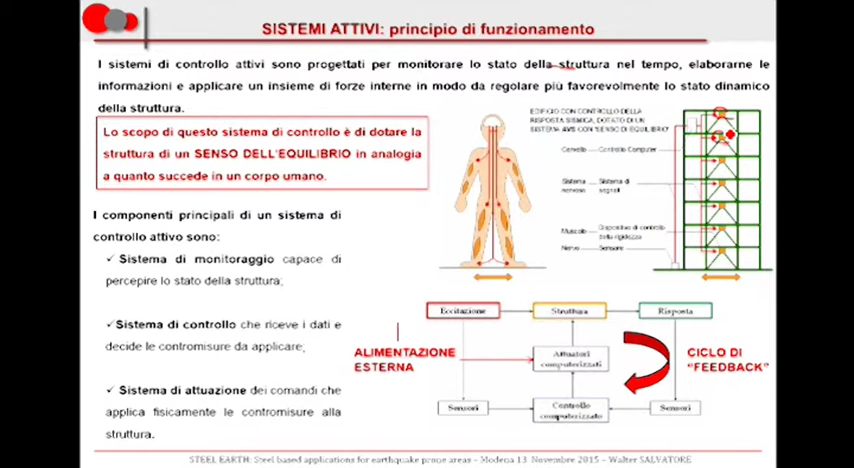 SISTEMI ATTIVI: principio di funzionamento
I sistemi di controllo attivi sono progettati per monitorare lo stato della struttura nel tempo, elaborarne le
informazioni e applicare un insieme di forze interne in modo da regolare più favorevolmente lo stato dinamico
della struttura.
Lo scopo di questo sistema di controllo è di dotare la
struttura di un SENSO DELL'EQUILIBRIO in analogia
a quanto succede in un corpo umano.
EDIFICIO CON CONTROLLO DELLA
RISPOSTA SISMICA, DOTATO DI UN
SISTEMA AMS CON 'SENSO DI EQUILIBRIO'
Cervello Controllo Computer
Sistema nervoso Sistema di segnali
Muscolo Dispositivo di controllo della rigidezza
Nervo Sensore
I componenti principali di un sistema di
controllo attivo sono:
✓ Sistema di monitoraggio capace di
percepire lo stato della struttura;
✓Sistema di controllo che riceve i dati e
decide le contromisure da applicare;
✓ Sistema di attuazione dei comandi che
applica fisicamente le contromisure alla
struttura.
Eccitazione
Struttura
Risposta
ALIMENTAZIONE
ESTERNA
Attuatori
computerizzati
CICLO DI
"FEEDBACK"
Sensori
Controllo
computerizzato
Sensori
STEEL EARTH: Steel based applications for earthquake prone areas – Modena 13 Novembre 2015 – Walter SALVATORE